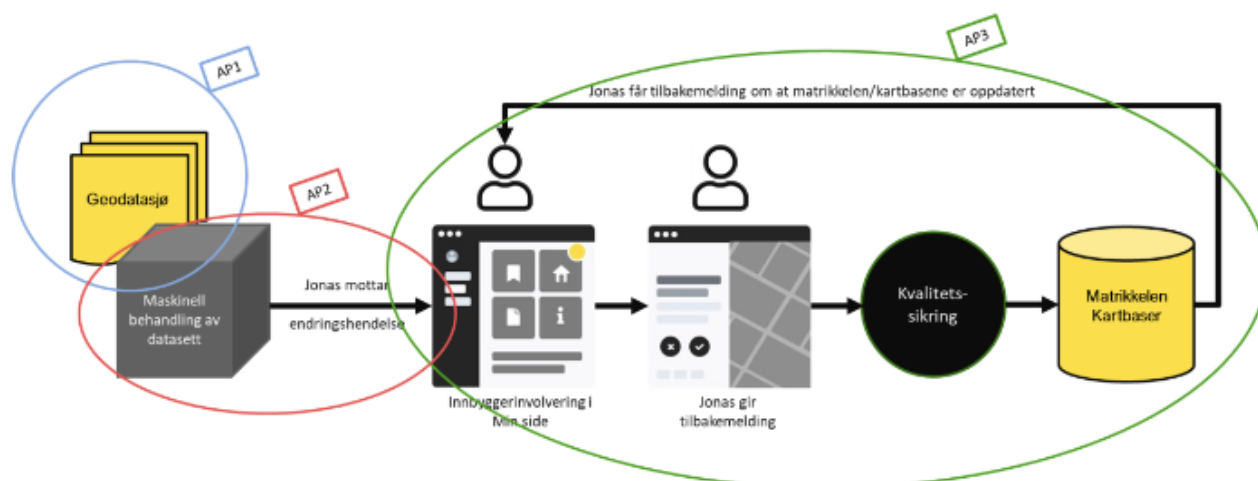 AP1
AP2
AP3
Jonas får tilbakemelding om at matrikkelen/kartbasene er oppdatert
Geodatasjø
Maskinell
behandling av
datasett
Jonas mottar
endringshendelse
Innbyggerinvolvering i
Min side
Jonas gir
tilbakemelding
Kvalitets-
sikring
Matrikkelen
Kartbaser